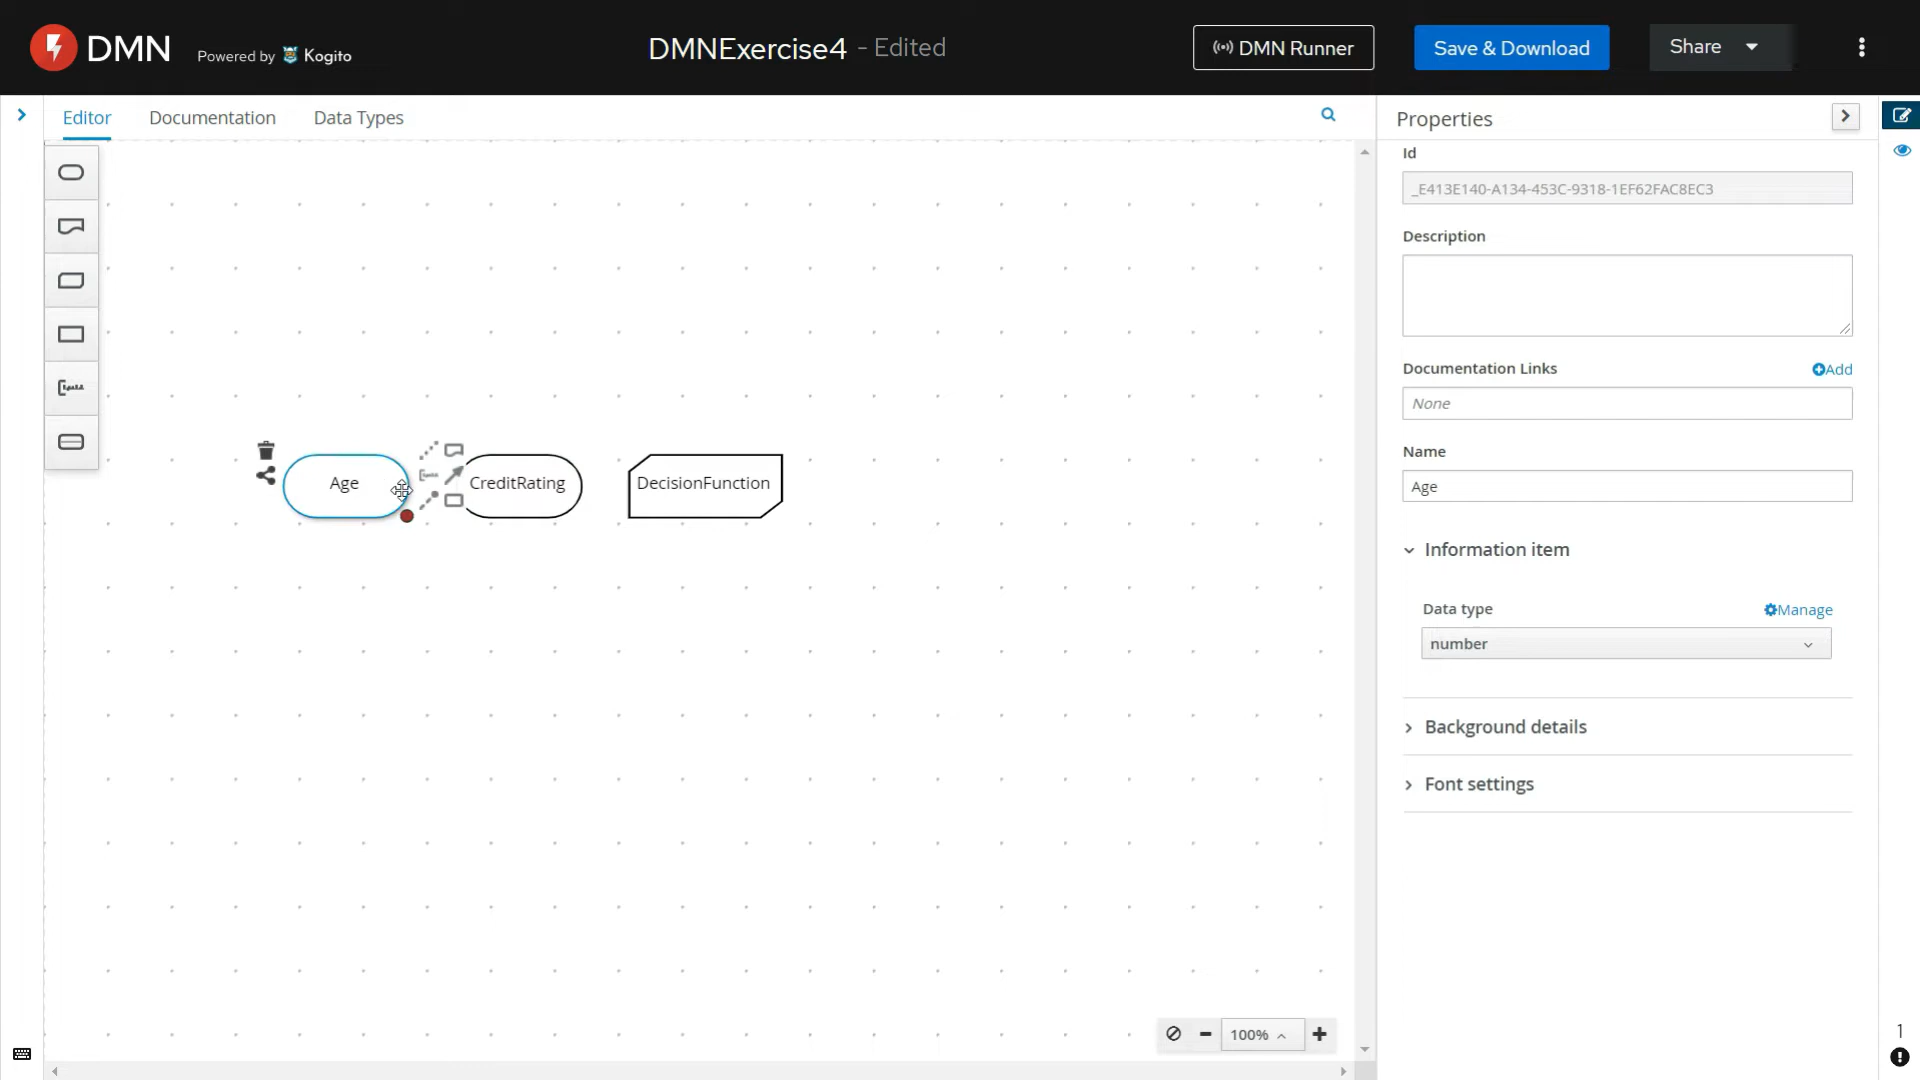 DMN
Powered by Kogito
DMNExercise4 - Edited
DMN Runner
Save & Download
Share
Editor
Documentation
Data Types
Properties
Id
_E413E140-A134-453C-9318-1EF62FAC8EC3
Description
Documentation Links
Add
None
Name
Age
Information item
Data type
Manage
number
Background details
Font settings
Age
CreditRating
DecisionFunction
100%
1